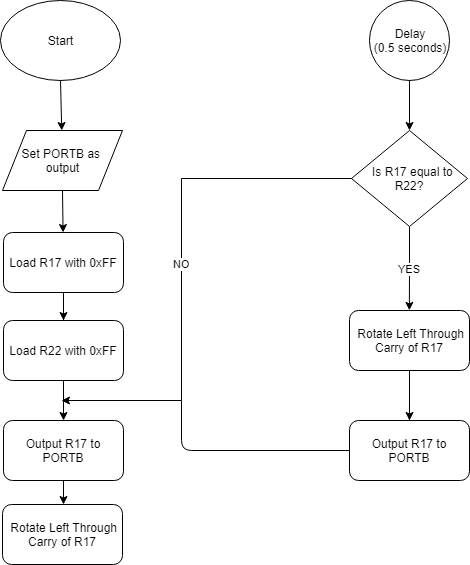 Start
Set PORTB as
output
Load R17 with 0xFF
Load R22 with 0xFF
Output R17 to
PORTB
Rotate Left Through
Carry of R17
NO
Delay
(0.5 seconds)
Is R17 equal to
R22?
YES
Rotate Left Through
Carry of R17
Output R17 to
PORTB